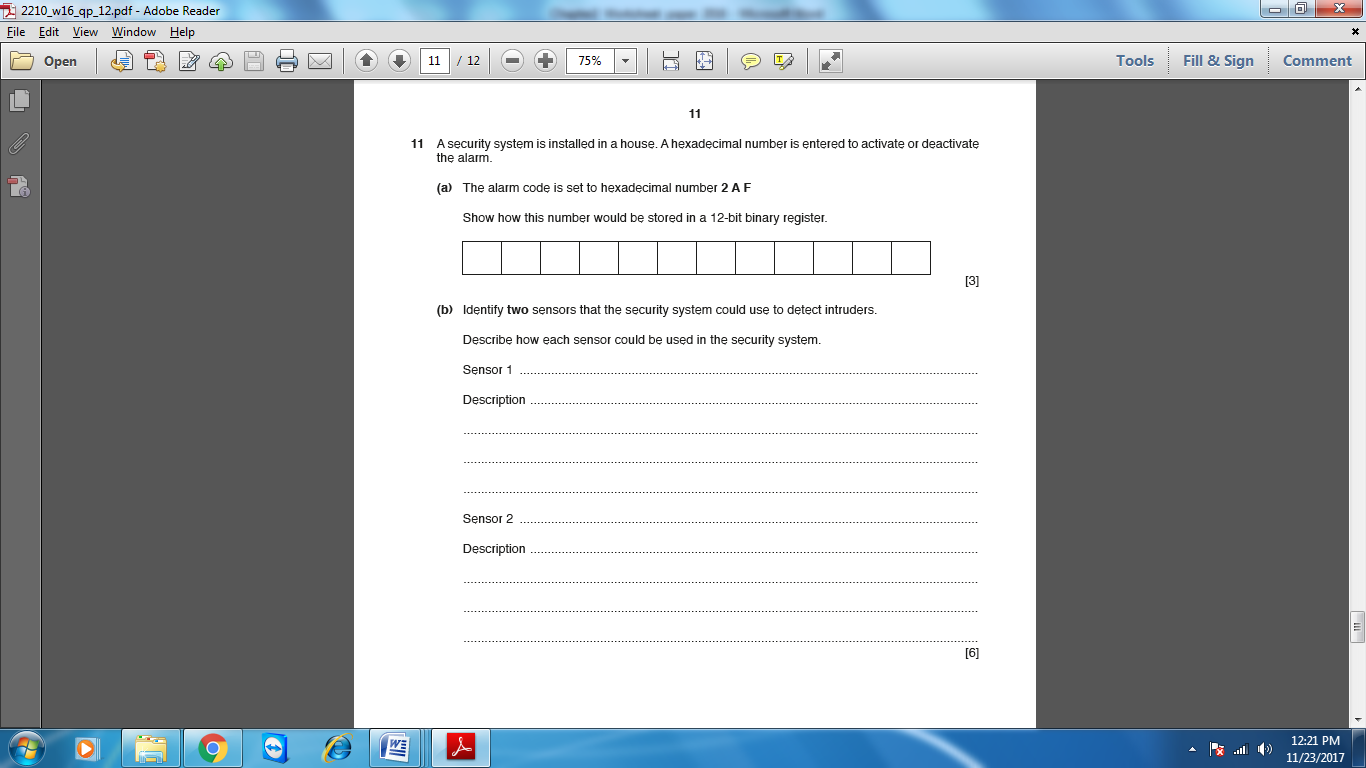 2210_w16_qp_12.pdf - Adobe Reader
File Edit View Window Help
Open 11 / 12 75% Tools Fill & Sign Comment
11
11 A security system is installed in a house. A hexadecimal number is entered to activate or deactivate
the alarm.
(a) The alarm code is set to hexadecimal number 2 A F
Show how this number would be stored in a 12-bit binary register.
[3]
(b) Identify two sensors that the security system could use to detect intruders.
Describe how each sensor could be used in the security system.
Sensor 1
Description
Sensor 2
Description
[6]
12:21 PM
11/23/2017